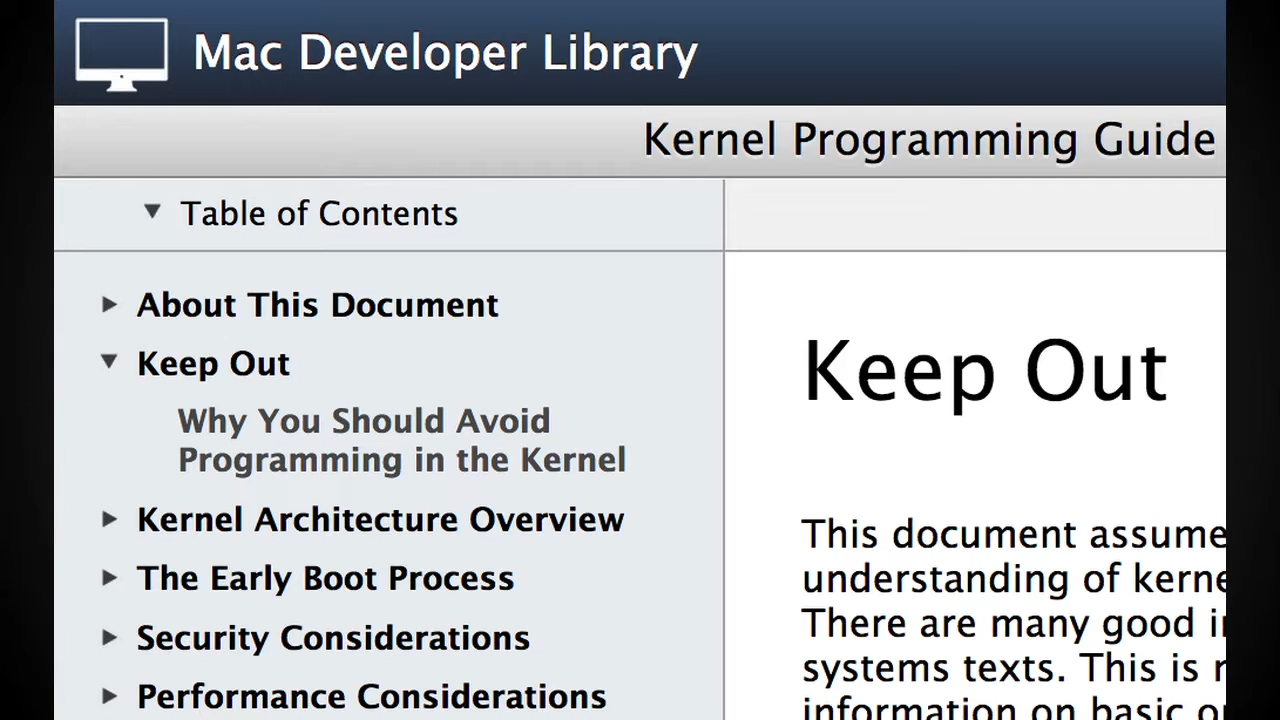 Mac Developer Library
Kernel Programming Guide
Table of Contents
About This Document
Keep Out
Why You Should Avoid
Programming in the Kernel
Kernel Architecture Overview
The Early Boot Process
Security Considerations
Performance Considerations
Keep Out
This document assume
understanding of kerne
There are many good i
systems texts. This is
information on basic o